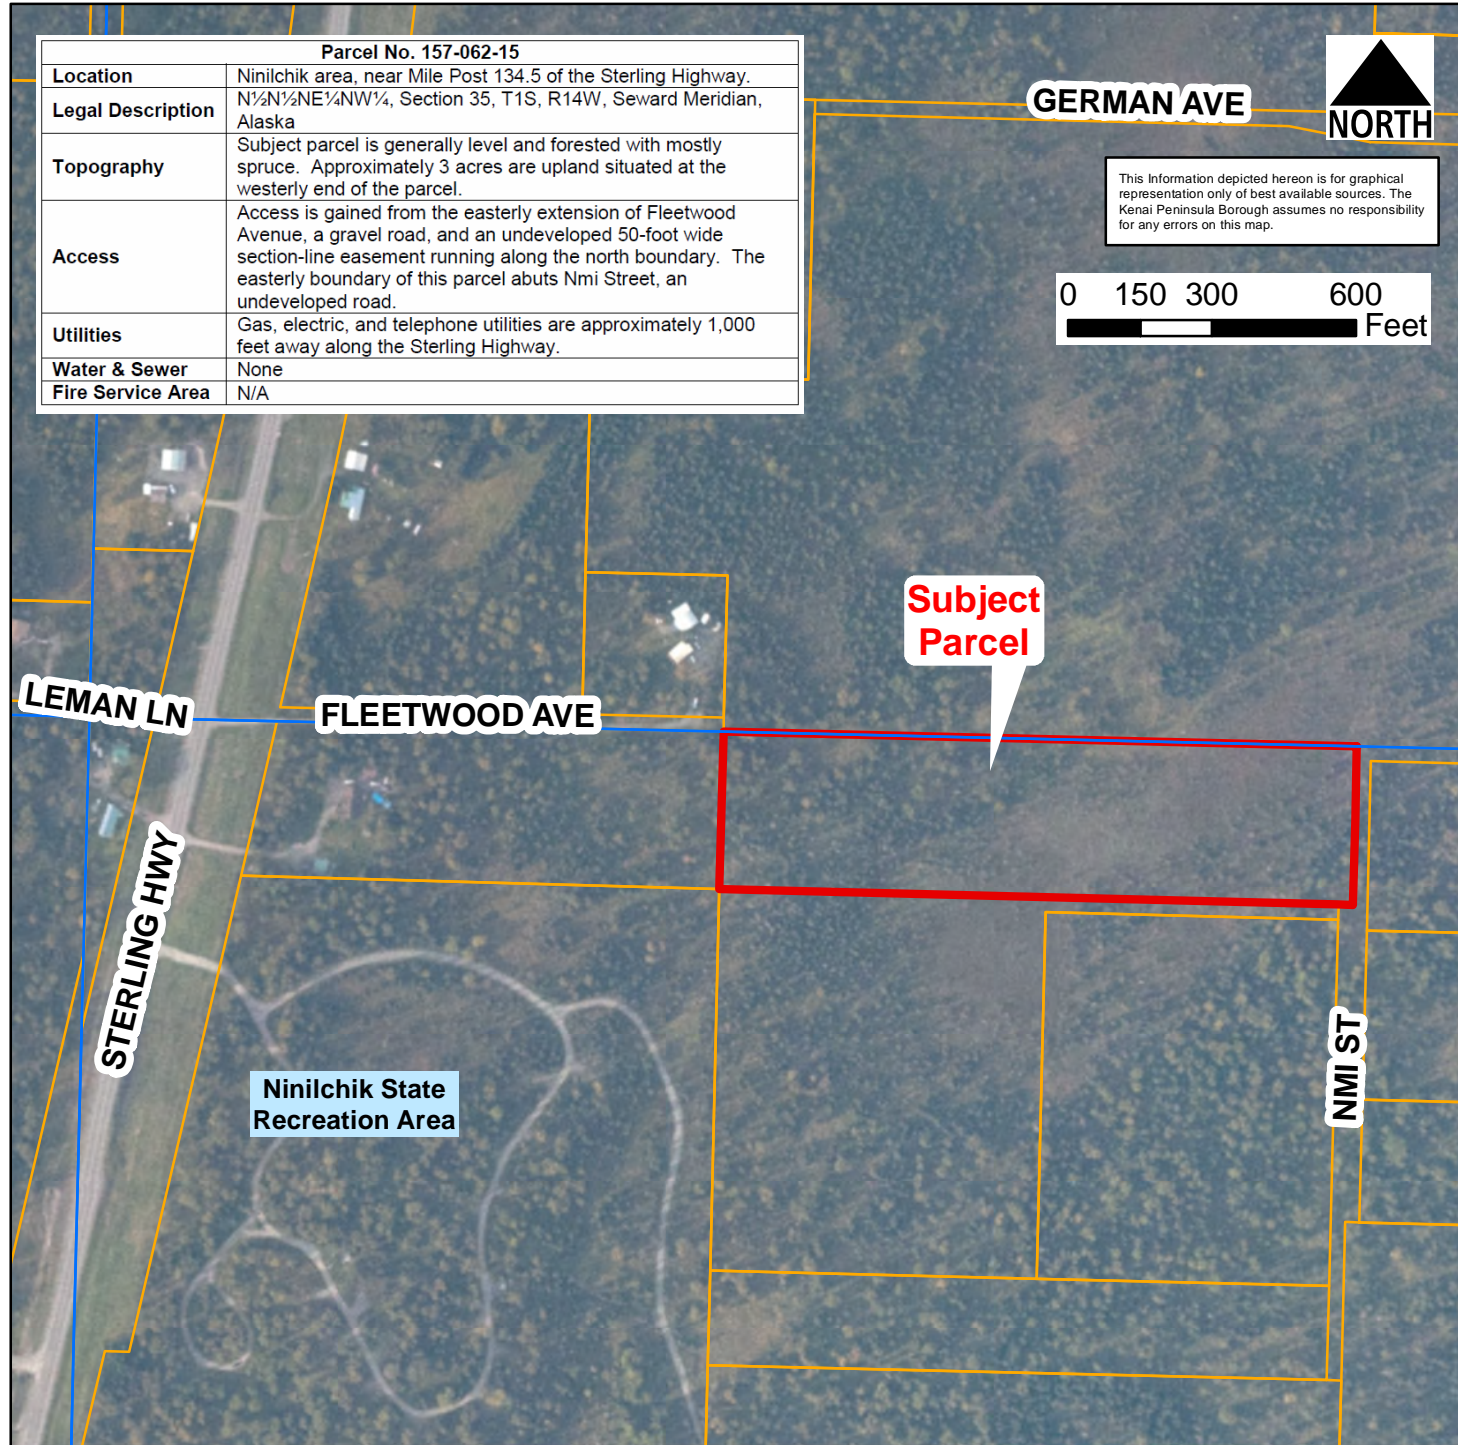 Parcel No. 157-062-15
Location Ninilchik area, near Mile Post 134.5 of the Sterling Highway.
Legal Description N½N½NE¼NW¼, Section 35, T1S, R14W, Seward Meridian,
Alaska
Topography Subject parcel is generally level and forested with mostly
spruce. Approximately 3 acres are upland situated at the
westerly end of the parcel.
Access Access is gained from the easterly extension of Fleetwood
Avenue, a gravel road, and an undeveloped 50-foot wide
section-line easement running along the north boundary. The
easterly boundary of this parcel abuts Nmi Street, an
undeveloped road.
Utilities Gas, electric, and telephone utilities are approximately 1,000
feet away along the Sterling Highway.
Water & Sewer None
Fire Service Area N/A
GERMAN AVE
NORTH
This Information depicted hereon is for graphical
representation only of best available sources. The
Kenai Peninsula Borough assumes no responsibility
for any errors on this map.
0 150 300 600
Feet
Subject
Parcel
LEMAN LN
FLEETWOOD AVE
STERLING HWY
Ninilchik State
Recreation Area
NMI ST